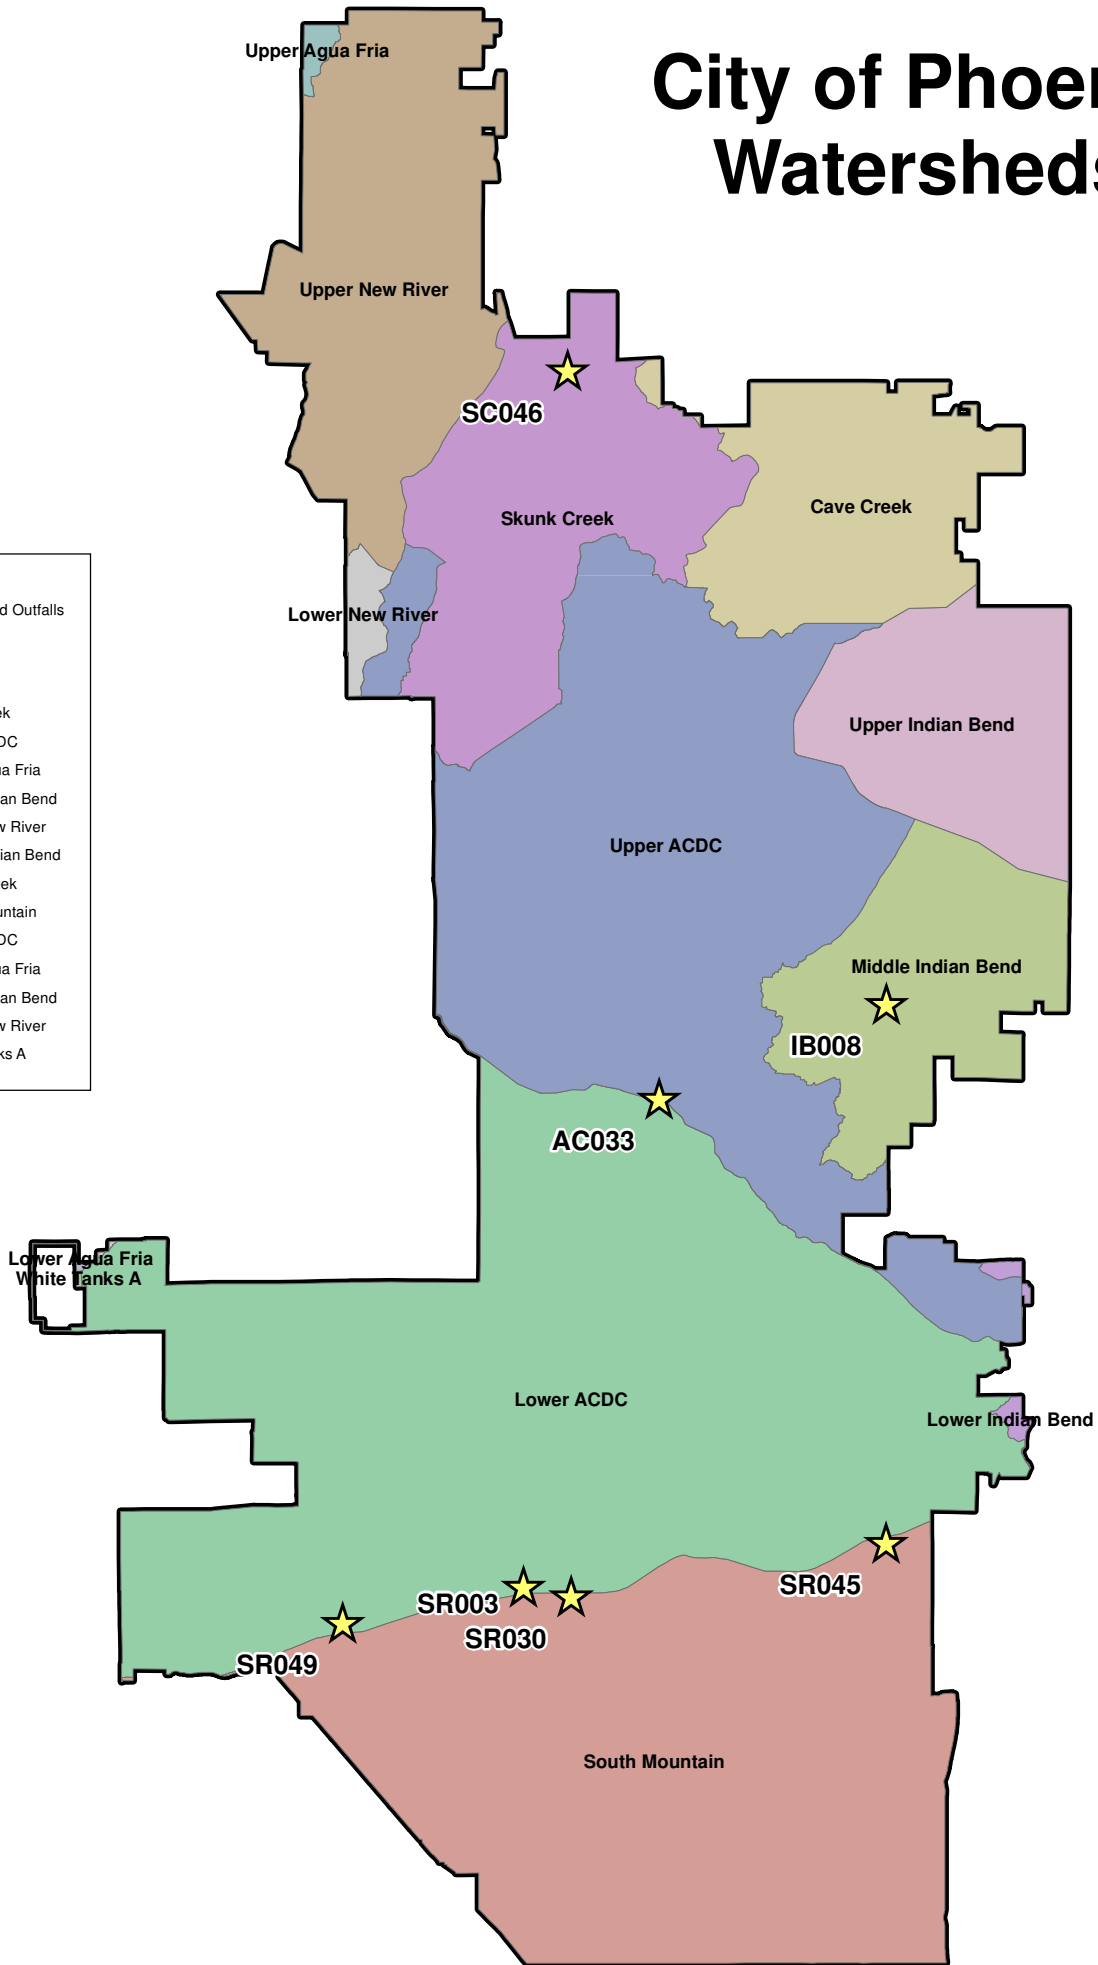 City of Phoe
Watersheds
Upper Agua Fria
Upper New River
SC046
Skunk Creek
Cave Creek
Lower New River
d Outfalls
ek
DC
a Fria
an Bend
w River
ian Bend
ek
untain
DC
a Fria
an Bend
w River
ks A
Upper Indian Bend
Upper ACDC
Middle Indian Bend
IB008
AC033
Lower Agua Fria
White Tanks A
Lower ACDC
Lower Indian Bend
SR045
SR003
SR030
SR049
South Mountain